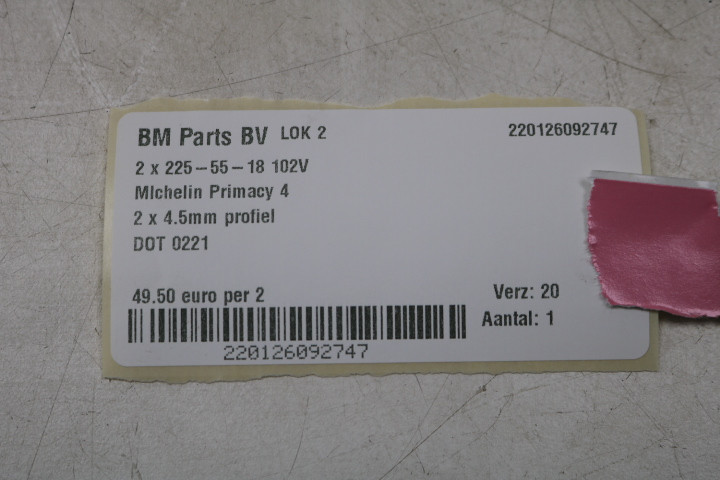 BM Parts BV LOK 2 220126092747
2 x 225-55-18 102V
MIchelin Primacy 4
2 x 4.5mm profiel
DOT 0221
49.50 euro per 2 Verz: 20
Aantal: 1
220126092747